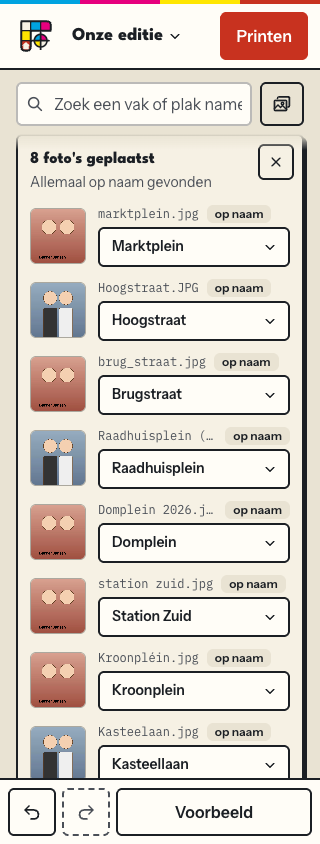 Onze editie
Printen
Zoek een vak of plak name
8 foto's geplaatst
Allemaal op naam gevonden
marktplein.jpg op naam
Marktplein
Hoogstraat.JPG op naam
Hoogstraat
brug_straat.jpg op naam
Brugstraat
Raadhuisplein (… op naam
Raadhuisplein
Domplein 2026.j… op naam
Domplein
station zuid.jpg op naam
Station Zuid
Kroonpléin.jpg op naam
Kroonplein
Kasteelaan.jpg op naam
Kasteellaan
Voorbeeld